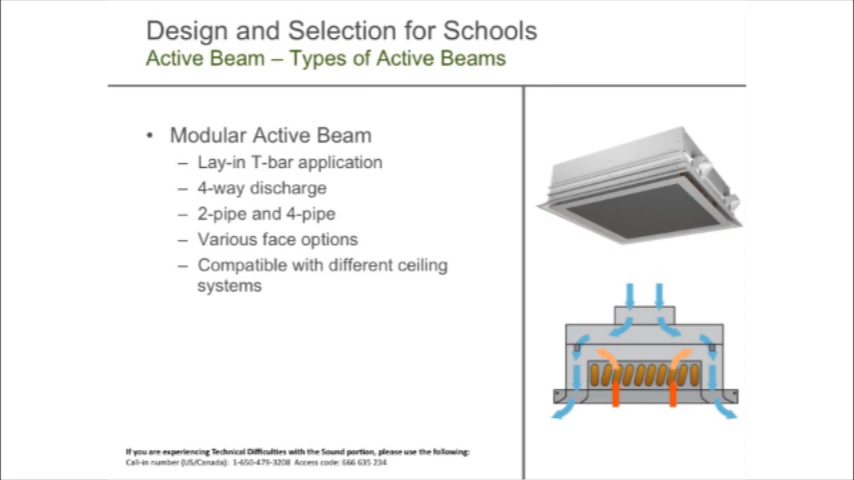 Design and Selection for Schools
Active Beam – Types of Active Beams
• Modular Active Beam
– Lay-in T-bar application
– 4-way discharge
– 2-pipe and 4-pipe
– Various face options
– Compatible with different ceiling
systems
If you are experiencing Technical Difficulties with the Sound portion, please use the following:
Call-in number (US/Canada): 1-650-479-3208 Access code: 666 635 234